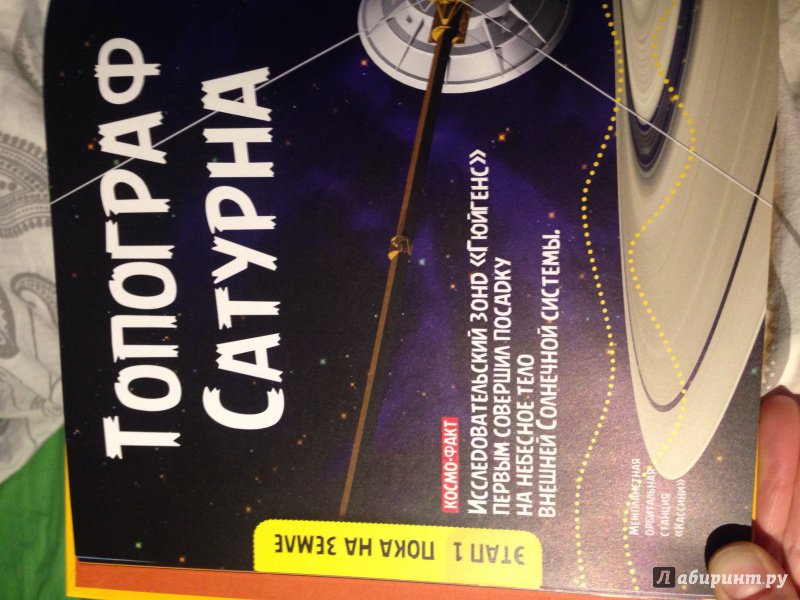 ТОПОГРАФ
САТУРНА
КОСМО-ФАКТ
ИССЛЕДОВАТЕЛЬСКИЙ ЗОНД «ГЮЙГЕНС»
ПЕРВЫМ СОВЕРШИЛ ПОСАДКУ
НА НЕБЕСНОЕ ТЕЛО
ВНЕШНЕЙ СОЛНЕЧНОЙ СИСТЕМЫ.
МЕЖПЛАНЕТНАЯ
ОРБИТАЛЬНАЯ
СТАНЦИЯ
«КАССИНИ»
ЭТАП 1 ПОКА НА ЗЕМЛЕ
Лабиринт.ру